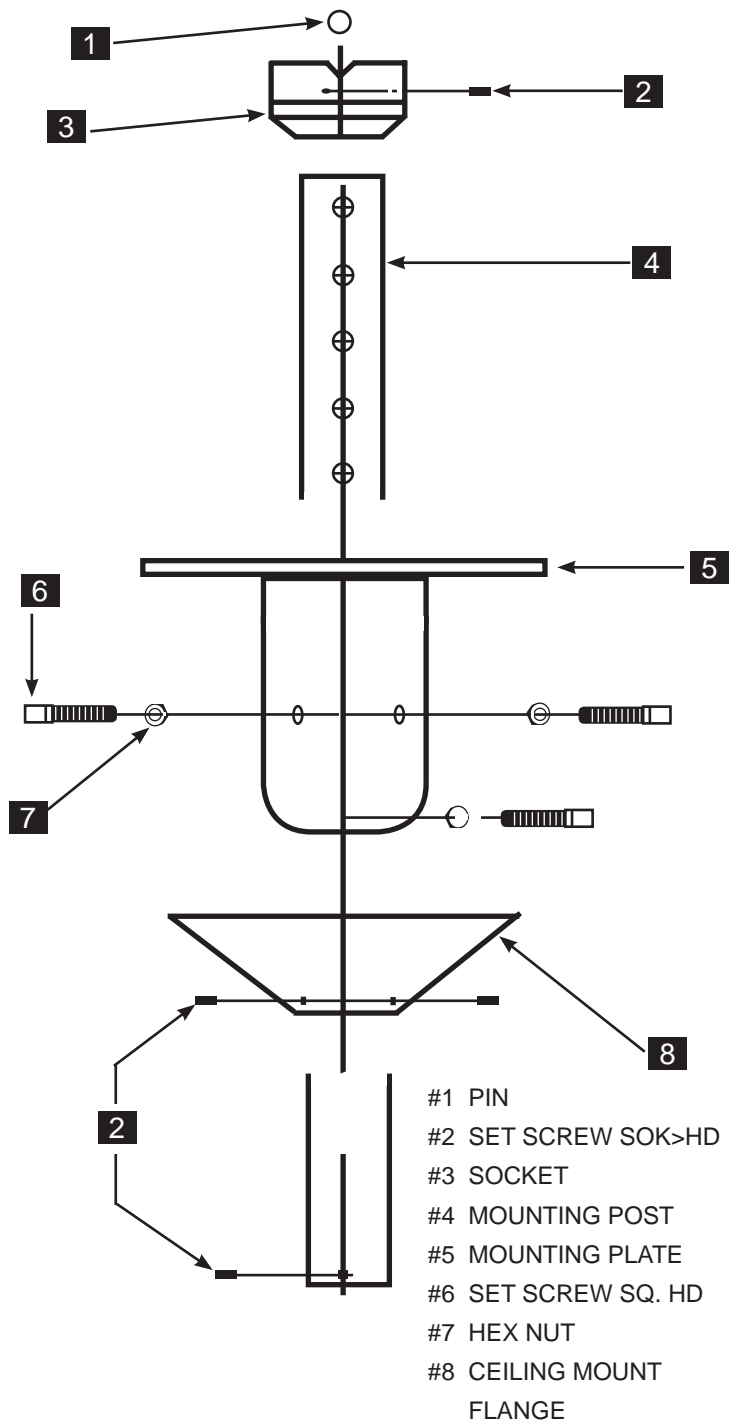 1
2
3
4
5
6
7
8
2
#1 PIN
#2 SET SCREW SOK>HD
#3 SOCKET
#4 MOUNTING POST
#5 MOUNTING PLATE
#6 SET SCREW SQ. HD
#7 HEX NUT
#8 CEILING MOUNT
FLANGE